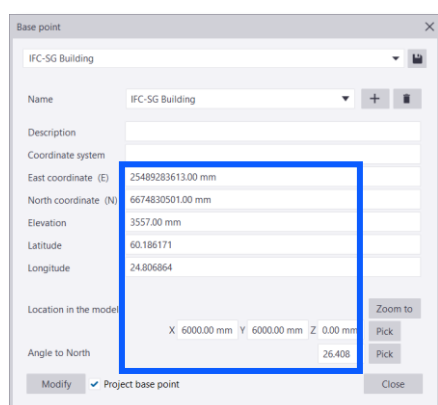 Base point
IFC-SG Building
Name IFC-SG Building
Description
Coordinate system
East coordinate (E) 25489283613.00 mm
North coordinate (N) 6674830501.00 mm
Elevation 3557.00 mm
Latitude 60.186171
Longitude 24.806864
Location in the model Zoom to
X 6000.00 mm Y 6000.00 mm Z 0.00 mm Pick
Angle to North 26.408 Pick
Modify Project base point Close